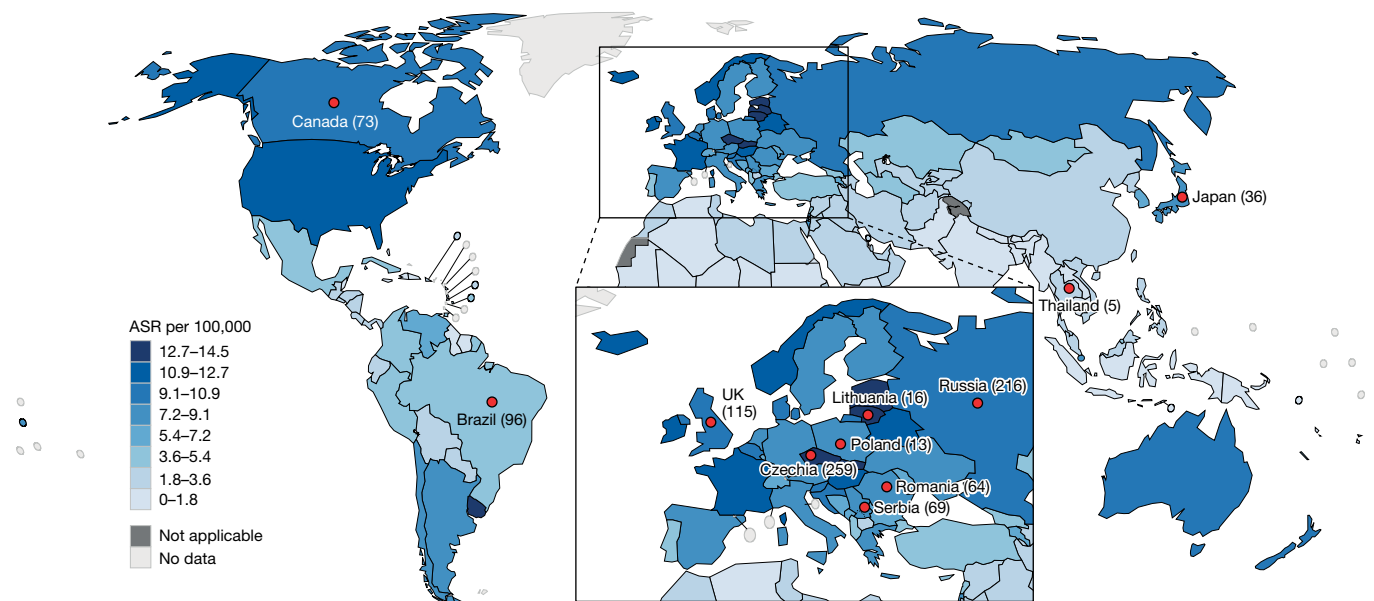 Canada (73)
Japan (36)
Thailand (5)
ASR per 100,000
12.7–14.5
10.9–12.7
9.1–10.9
7.2–9.1
5.4–7.2
3.6–5.4
1.8–3.6
0–1.8
Not applicable
No data
Brazil (96)
UK
(115)
Russia (216)
Lithuania (16)
Poland (13)
Czechia (259)
Romania (64)
Serbia (69)